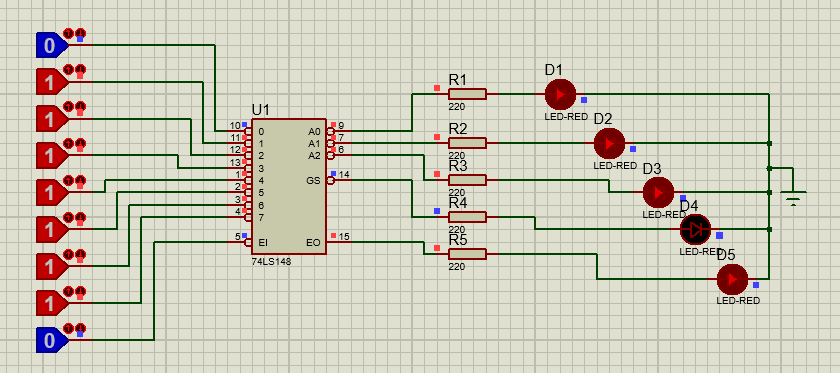 0
1
1
1
1
1
1
1
0
U1
10 0 A0 9
11 1 A1 7
12 2 A2 6
13 3
1 4 GS 14
2 5
3 6
4 7
5 EI EO 15
74LS148
R1
220
R2
220
R3
220
R4
220
R5
220
D1
LED-RED
D2
LED-RED
D3
LED-RED
D4
LED-RED
D5
LED-RED